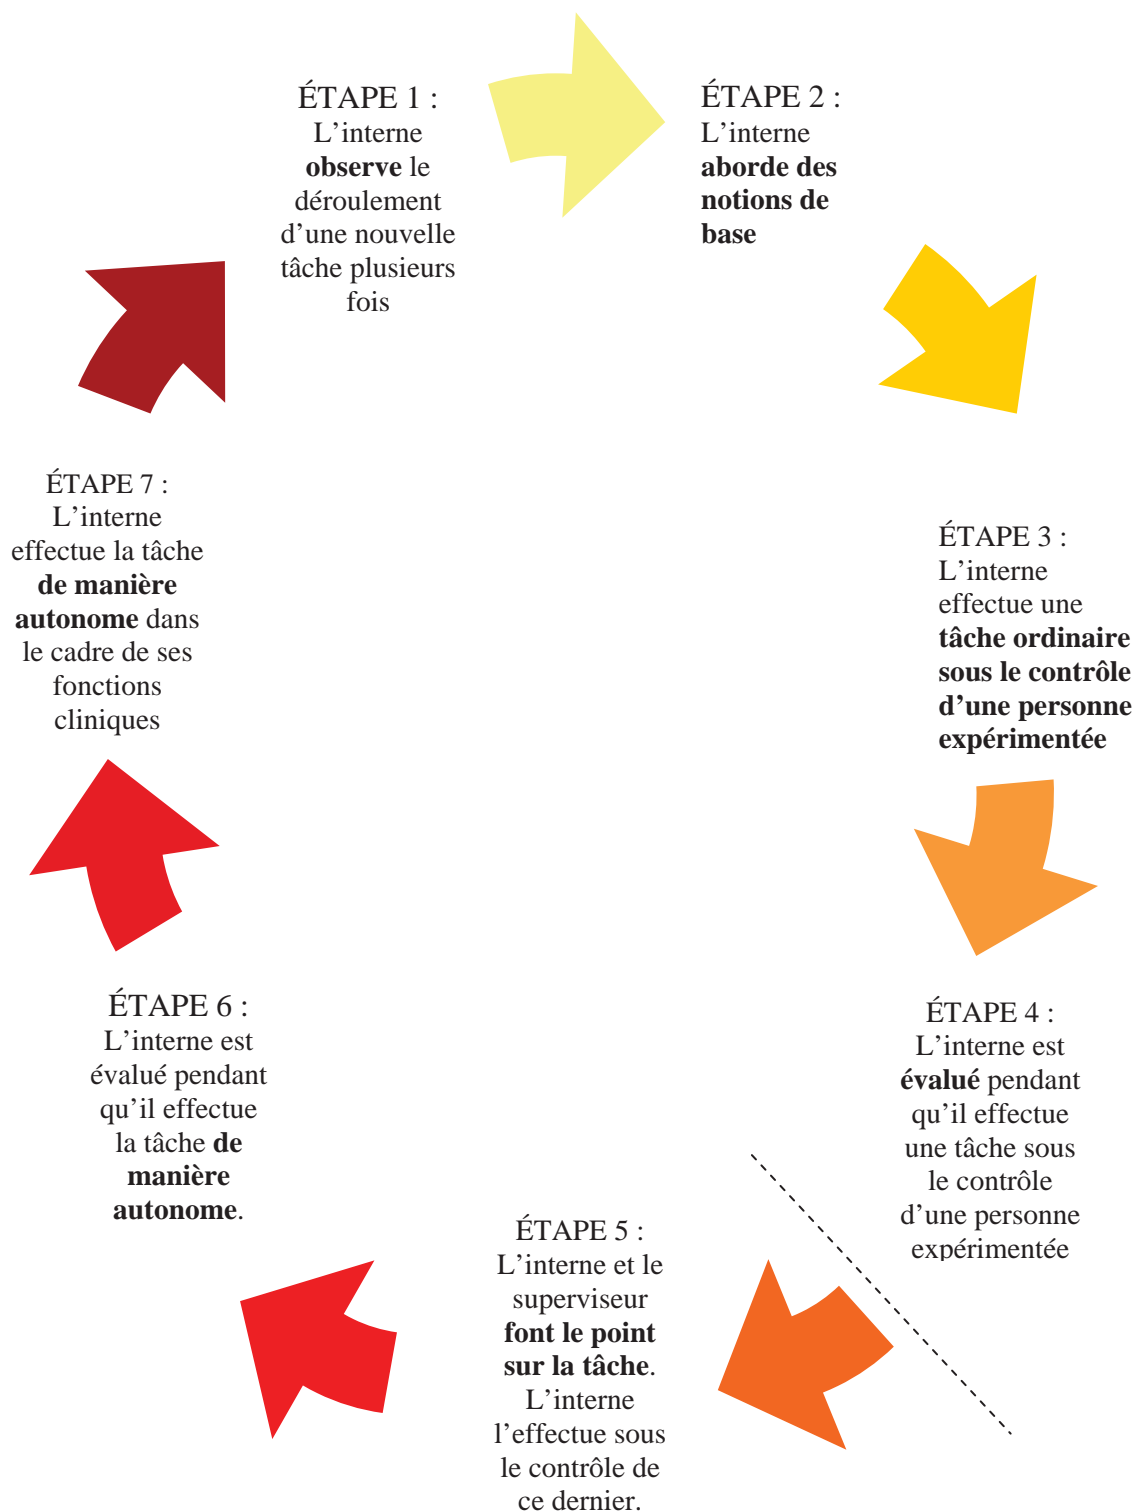 ÉTAPE 1 :
L’interne
observe le
déroulement
d’une nouvelle
tâche plusieurs
fois
ÉTAPE 2 :
L’interne
aborde des
notions de
base
ÉTAPE 3 :
L’interne
effectue une
tâche ordinaire
sous le contrôle
d’une personne
expérimentée
ÉTAPE 4 :
L’interne est
évalué pendant
qu’il effectue
une tâche sous
le contrôle
d’une personne
expérimentée
ÉTAPE 5 :
L’interne et le
superviseur
font le point
sur la tâche.
L’interne
l’effectue sous
le contrôle de
ce dernier.
ÉTAPE 6 :
L’interne est
évalué pendant
qu’il effectue
la tâche de
manière
autonome.
ÉTAPE 7 :
L’interne
effectue la tâche
de manière
autonome dans
le cadre de ses
fonctions
cliniques